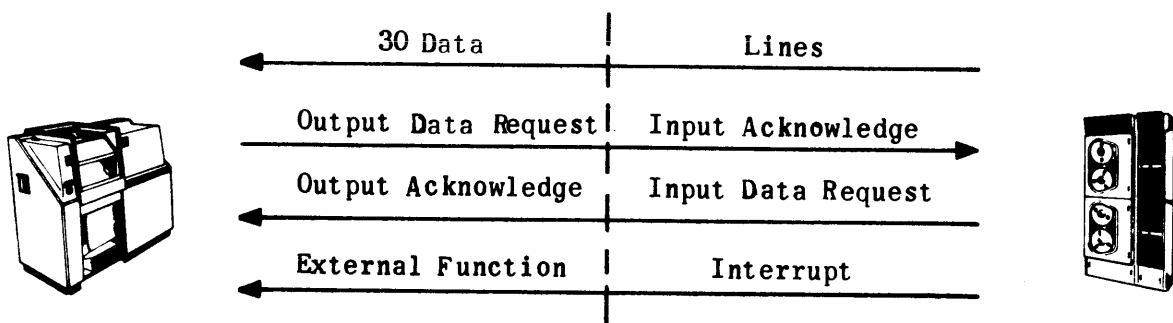 30 Data Lines
Output Data Request Input Acknowledge
Output Acknowledge Input Data Request
External Function Interrupt